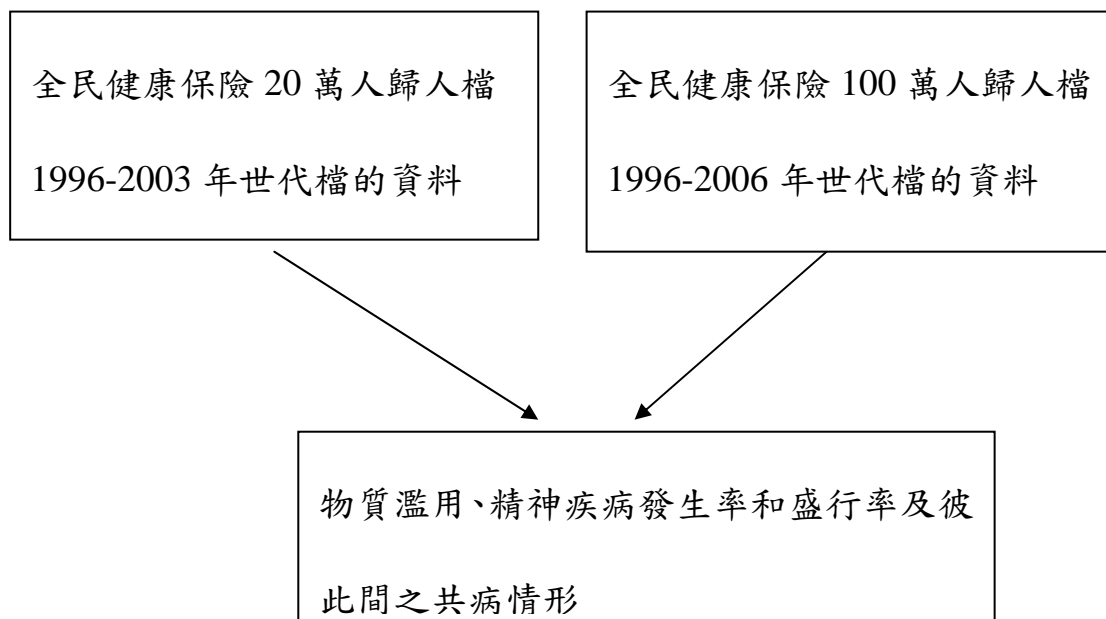 全民健康保險 20 萬人歸人檔
1996-2003 年世代檔的資料
全民健康保險 100 萬人歸人檔
1996-2006 年世代檔的資料
物質濫用、精神疾病發生率和盛行率及彼
此間之共病情形